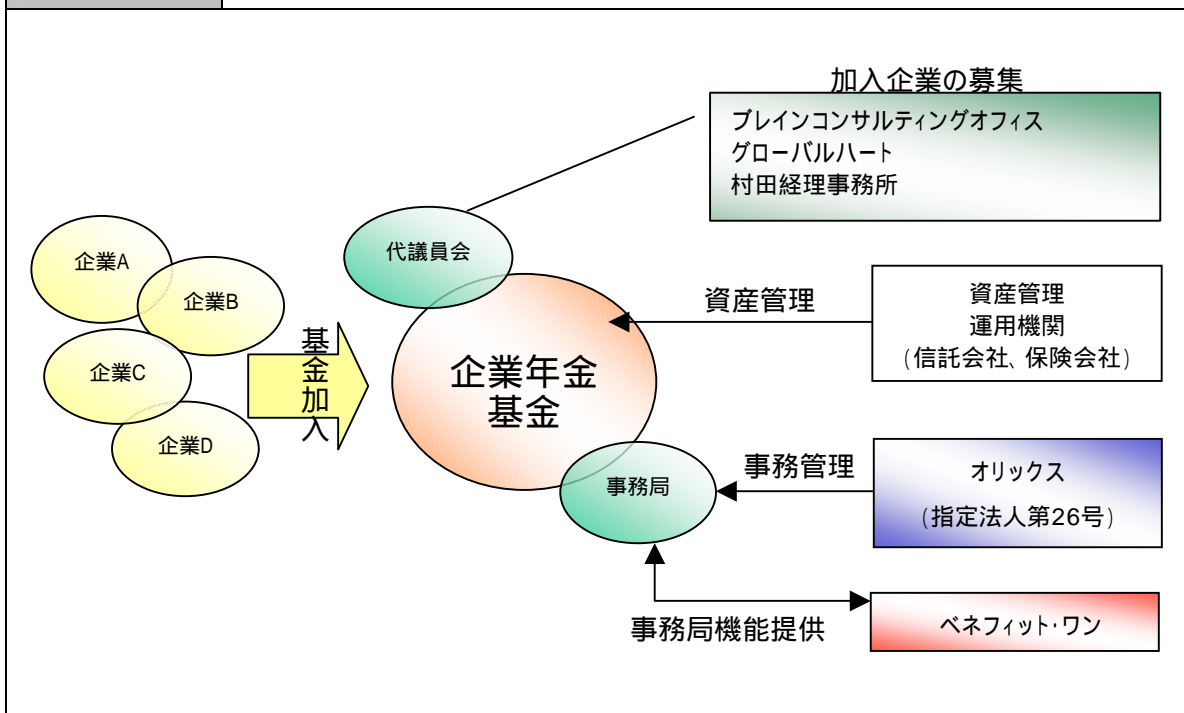 加入企業の募集
ブレインコンサルティングオフィス
グローバルハート
村田経理事務所
代議員会
企業A
企業B
企業C
企業D
基金加入
企業年金
基金
資産管理
資産管理
運用機関
(信託会社、保険会社)
事務局
事務管理
オリックス
(指定法人第26号)
事務局機能提供
ベネフィット・ワン